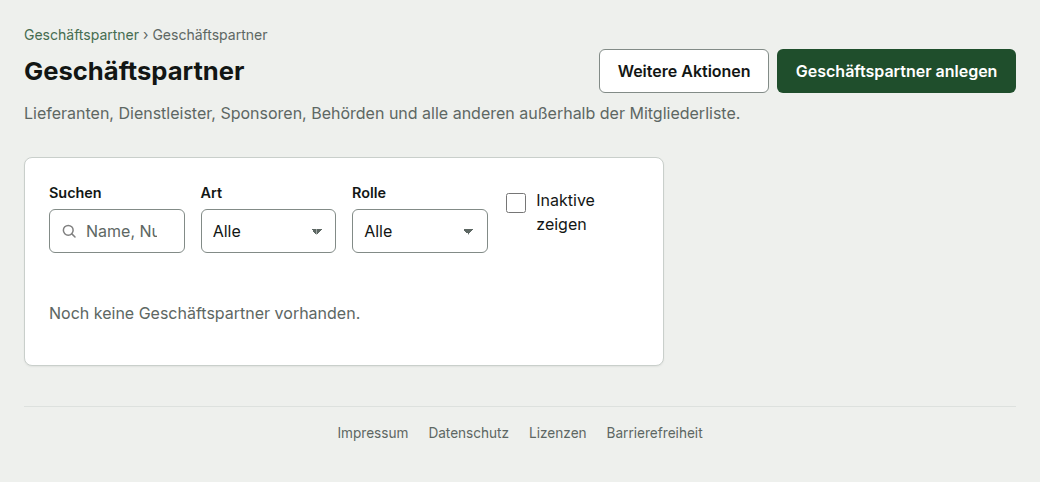 Geschäftspartner › Geschäftspartner
Geschäftspartner
Weitere Aktionen
Geschäftspartner anlegen
Lieferanten, Dienstleister, Sponsoren, Behörden und alle anderen außerhalb der Mitgliederliste.
Suchen
Art
Rolle
Name, Nu
Alle
Alle
Inaktive
zeigen
Noch keine Geschäftspartner vorhanden.
Impressum
Datenschutz
Lizenzen
Barrierefreiheit